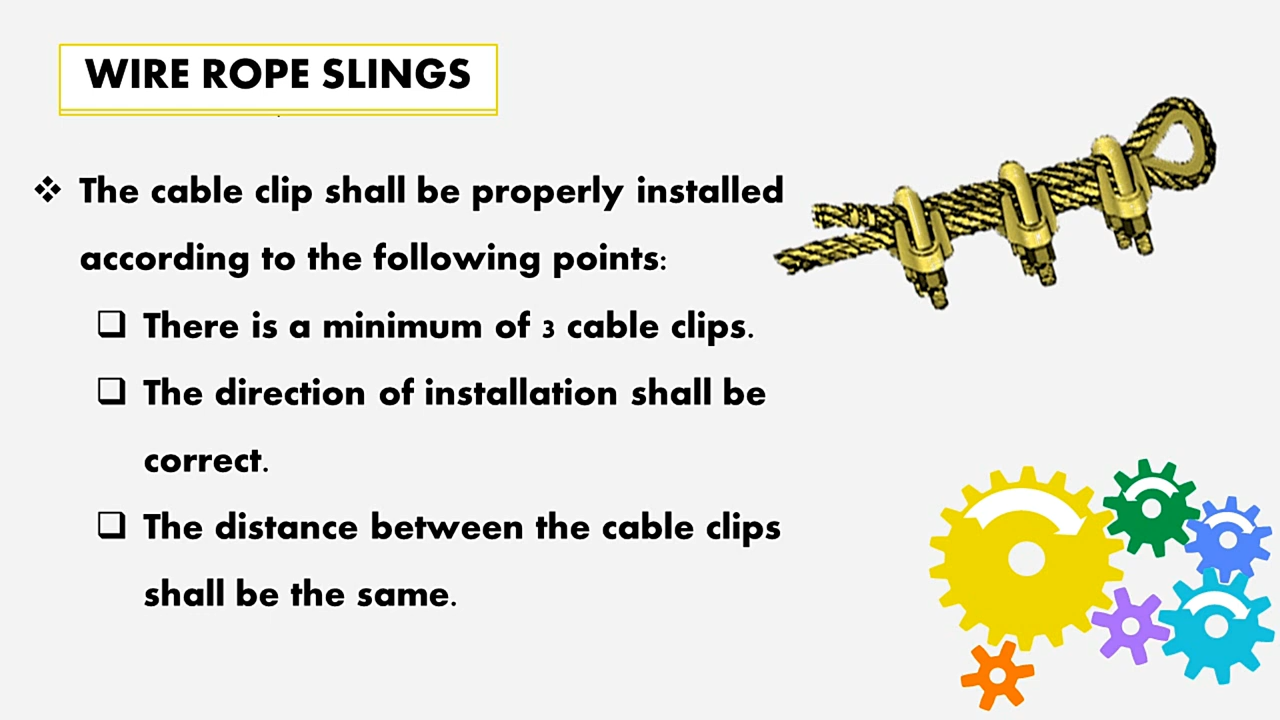 WIRE ROPE SLINGS
❖ The cable clip shall be properly installed
according to the following points:
❑ There is a minimum of 3 cable clips.
❑ The direction of installation shall be
correct.
❑ The distance between the cable clips
shall be the same.